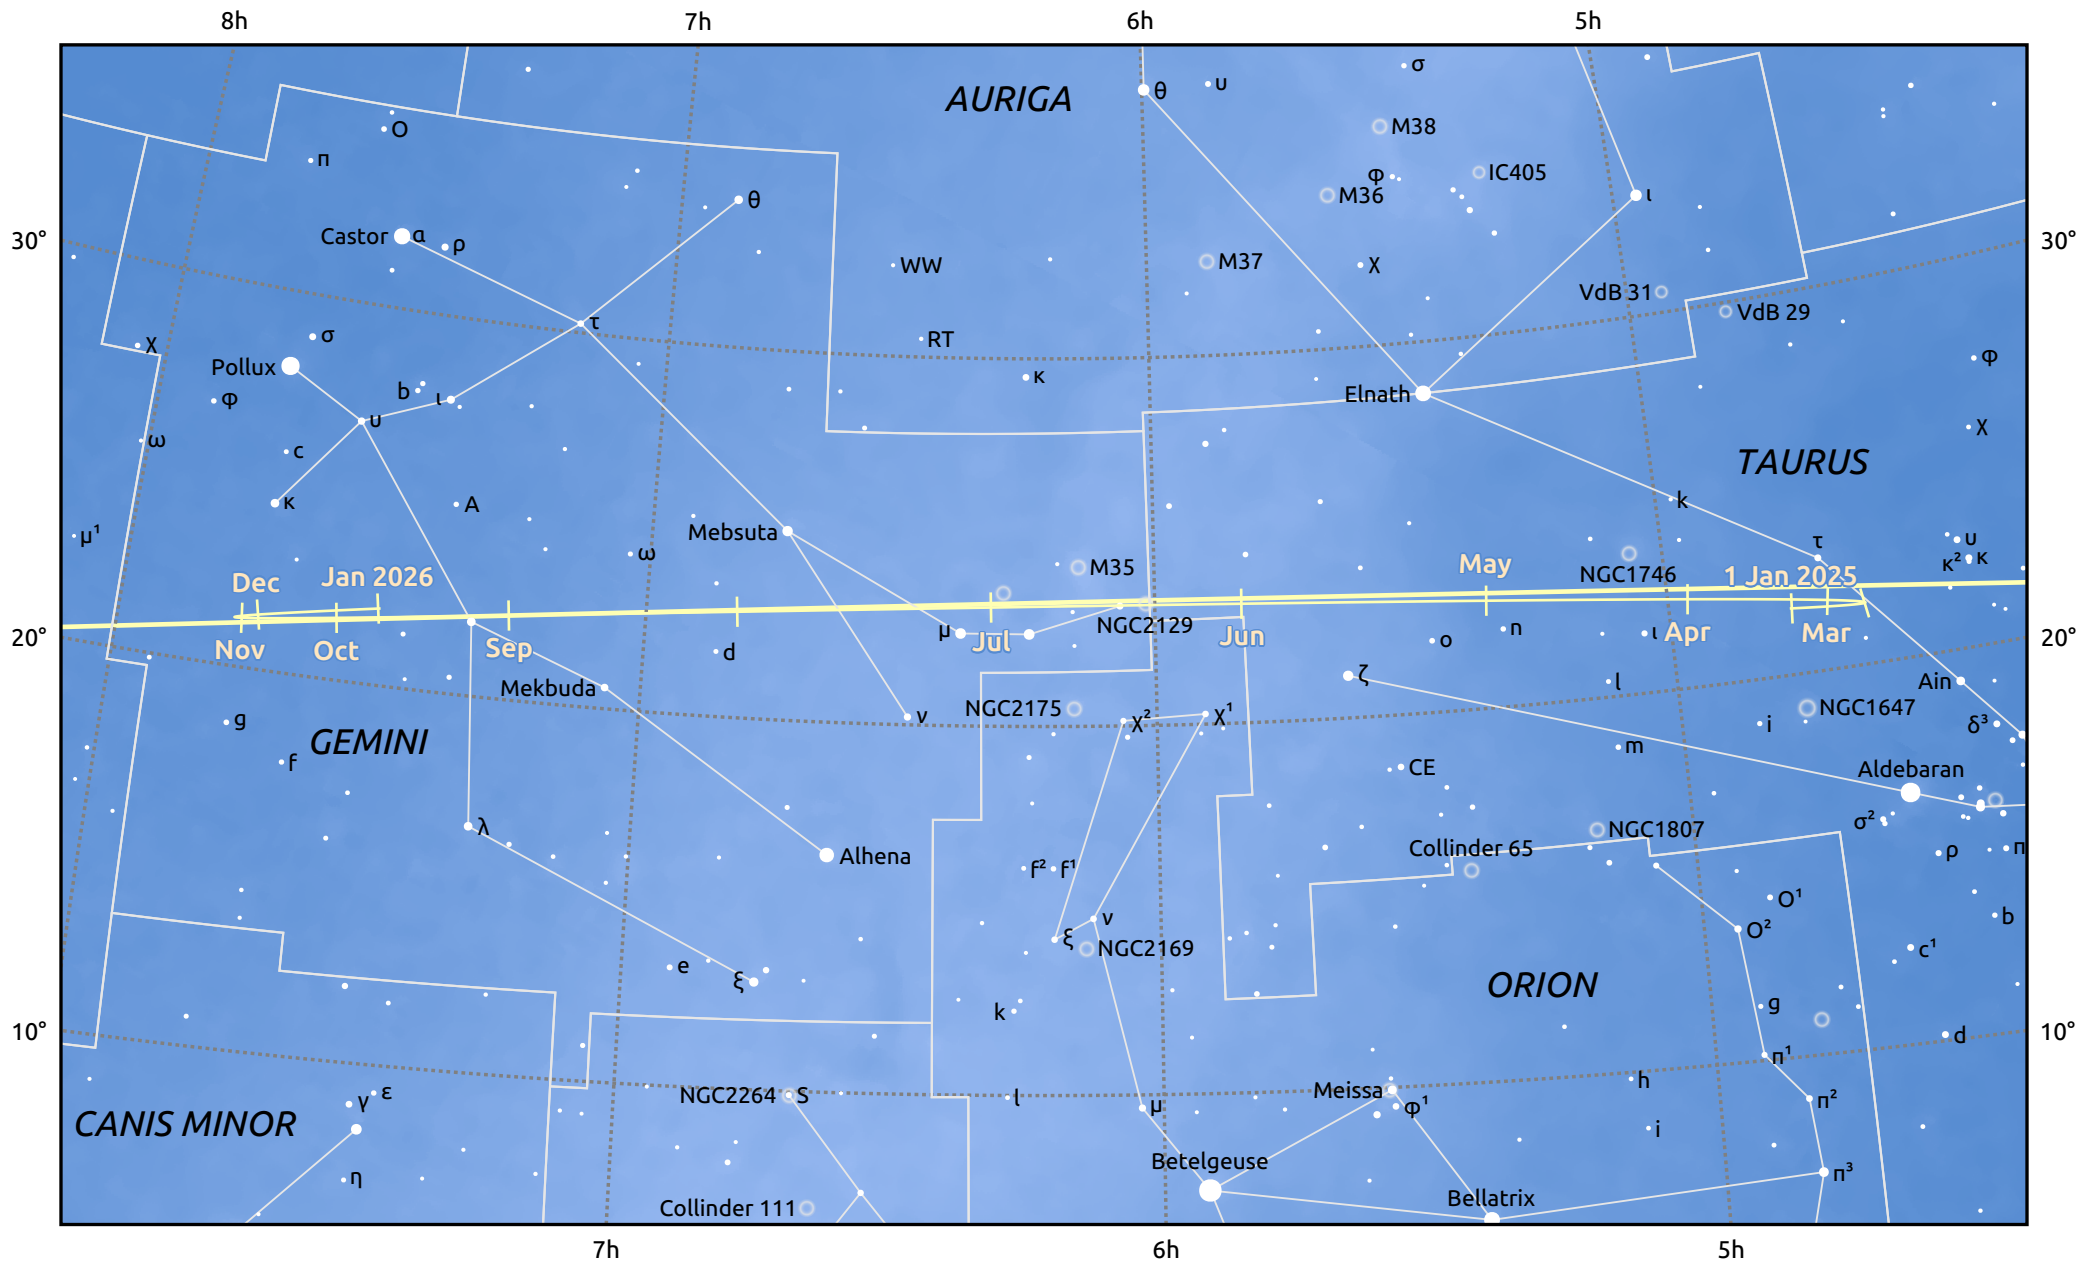 8h 7h 6h 5h
AURIGA
θ υ σ
M38
Ο
π
φ IC405
M36
θ ι
Castor α ρ
30° 30°
WW M37 χ
VdB 31
VdB 29
τ
σ RT
χ φ
Pollux κ
b ι Elnath
φ
υ χ
ω
c TAURUS
κ A k
μ¹ Mebsuta τ υ
ω κ² κ
M35 May NGC1746
Dec Jan 2026 1 Jan 2025
NGC2129
μ Jul Jun n ι Apr Mar
20° 20°
Nov Oct Sep d o
ζ l Ain
Mekbuda
g ν NGC2175 χ² χ¹ i NGC1647 δ³
GEMINI m
f CE Aldebaran
λ σ²
NGC1807
Alhena Collinder 65 ρ π
f² f¹
Ο¹
ν b
ξ Ο²
NGC2169 c¹
e
ξ ORION
k g
10° d 10°
π¹
ε NGC2264 S l Meissa h
γ μ φ¹ π²
CANIS MINOR i
Betelgeuse
η π³
Collinder 111 Bellatrix
7h 6h 5h